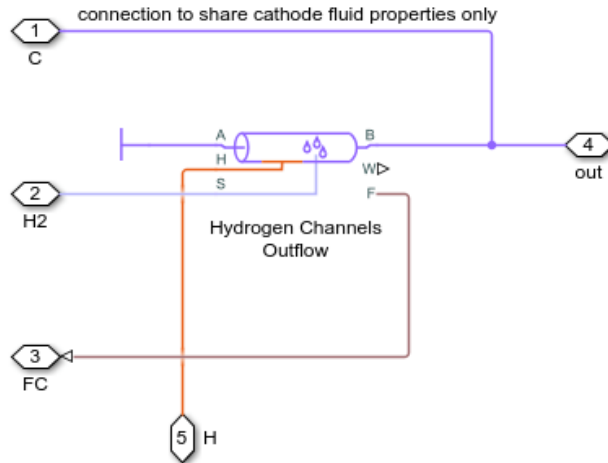 connection to share cathode fluid properties only
1
C
A
B
4
out
H
W
S
F
2
H2
Hydrogen Channels
Outflow
3
FC
5 H